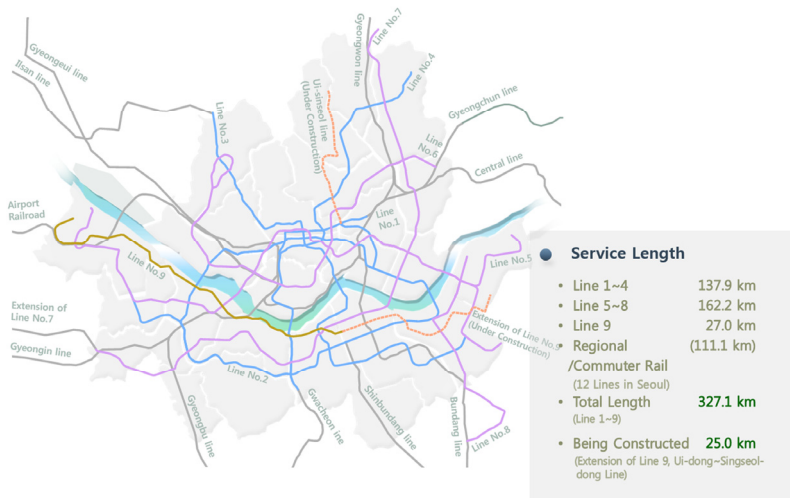 Line No.7
Gyeongwon line
Line No.4
Gyeongeui line
Ilsan line
Ui-sinseol line
(Under Construction)
Gyeongchun line
Line No.3
Line
No.6
Central line
Airport
Railroad
Line
No.1
Line No.9
Line No.5
Extension of
Line No.7
Extension of Line No.9
(Under Construction)
Gyeongin line
Line No.2
Gyeongbu line
Gwacheon ine
Shinbundang line
Bundang line
Line No.8
Service Length
• Line 1~4 137.9 km
• Line 5~8 162.2 km
• Line 9 27.0 km
• Regional (111.1 km)
/Commuter Rail
(12 Lines in Seoul)
• Total Length 327.1 km
(Line 1~9)
• Being Constructed 25.0 km
(Extension of Line 9, Ui-dong~Singseol-
dong Line)